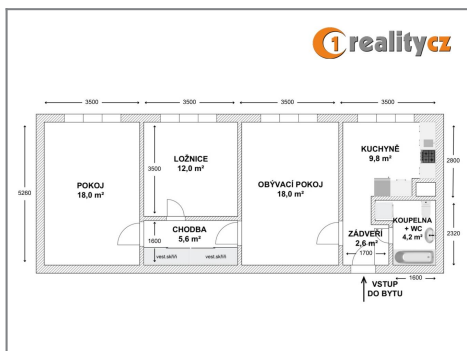 1 realitycz
3500 3500 3500 3500
5260
POKOJ
18,0 m²
3500
LOŽNICE
12,0 m²
OBÝVACÍ POKOJ
18,0 m²
KUCHYNĚ
9,8 m²
2800
CHODBA
5,6 m²
1600
vest.skříň vest.skříň
ZÁDVEŘÍ
2,6 m²
1700
KOUPELNA
+ WC
4,2 m²
2320
1600
VSTUP
DO BYTU